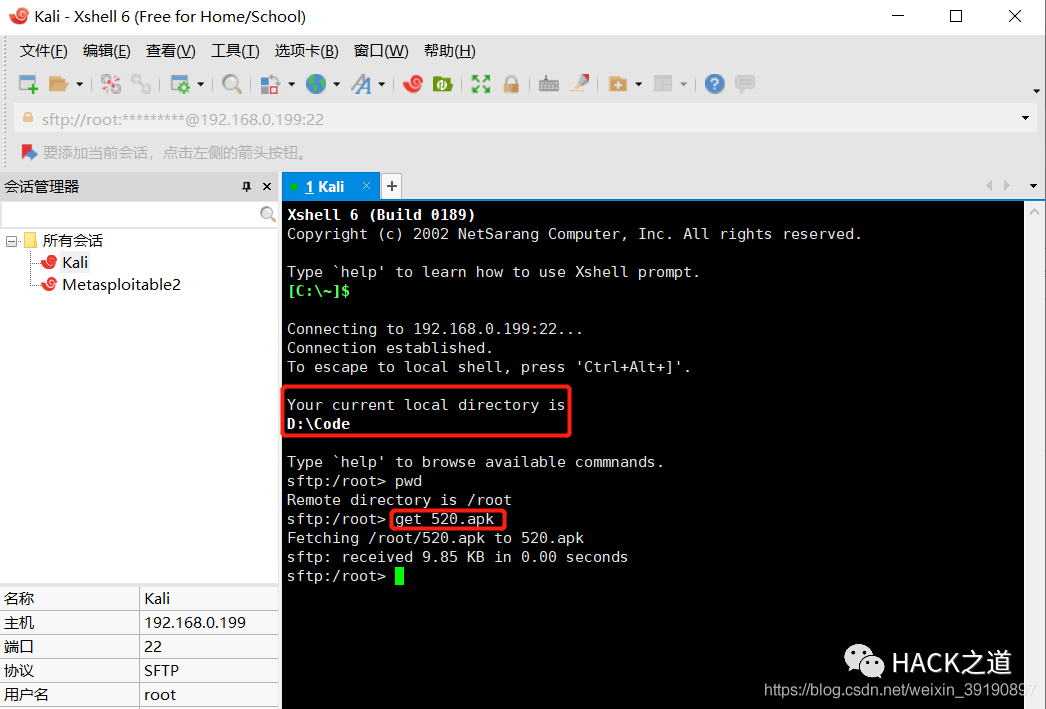 Kali - Xshell 6 (Free for Home/School)
文件(F) 编辑(E) 查看(V) 工具(T) 选项卡(B) 窗口(W) 帮助(H)
sftp://root:*********@192.168.0.199:22
要添加当前会话，点击左侧的箭头按钮。
会话管理器
1 Kali
所有会话
Kali
Metasploitable2
名称 Kali
主机 192.168.0.199
端口 22
协议 SFTP
用户名 root
Xshell 6 (Build 0189)
Copyright (c) 2002 NetSarang Computer, Inc. All rights reserved.
Type `help' to learn how to use Xshell prompt.
[C:\~]$
Connecting to 192.168.0.199:22...
Connection established.
To escape to local shell, press 'Ctrl+Alt+]'.
Your current local directory is
D:\Code
Type `help' to browse available commnands.
sftp:/root> pwd
Remote directory is /root
sftp:/root> get 520.apk
Fetching /root/520.apk to 520.apk
sftp: received 9.85 KB in 0.00 seconds
sftp:/root>
HACK之道
https://blog.csdn.net/weixin_39190897